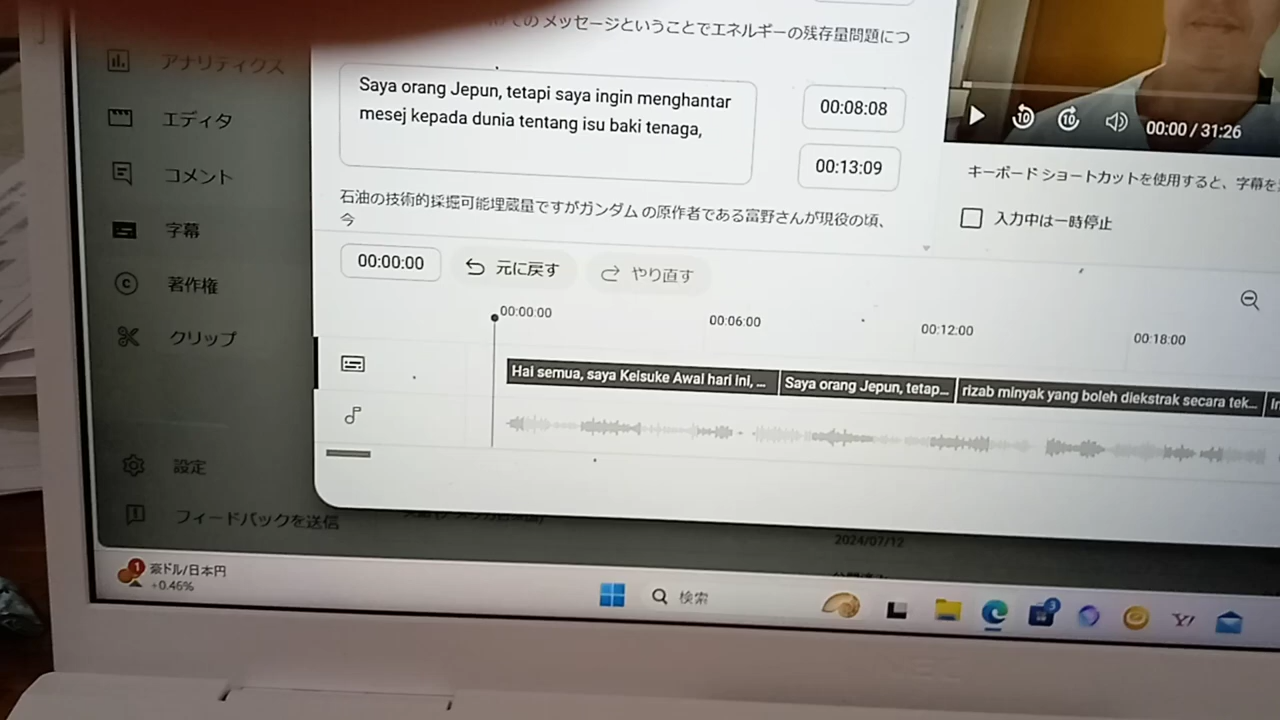 てのメッセージということでエネルギーの残存量問題につ
アナリティクス
Saya orang Jepun, tetapi saya ingin menghantar
mesej kepada dunia tentang isu baki tenaga,
00:08:08
00:13:09
00:00 / 31:26
エディタ
コメント
字幕
著作権
クリップ
設定
フィードバックを送信
キーボード ショートカットを使用すると、字幕を
入力中は一時停止
石油の技術的採掘可能埋蔵量ですがガンダム の原作者である富野さんが現役の頃、
今
00:00:00
元に戻す
やり直す
00:00:00
00:06:00
00:12:00
00:18:00
Hai semua, saya Keisuke Awai hari ini, ...
Saya orang Jepun, tetap...
rizab minyak yang boleh diekstrak secara tek...
2024/07/12
1
豪ドル/日本円
+0.46%
検索
3